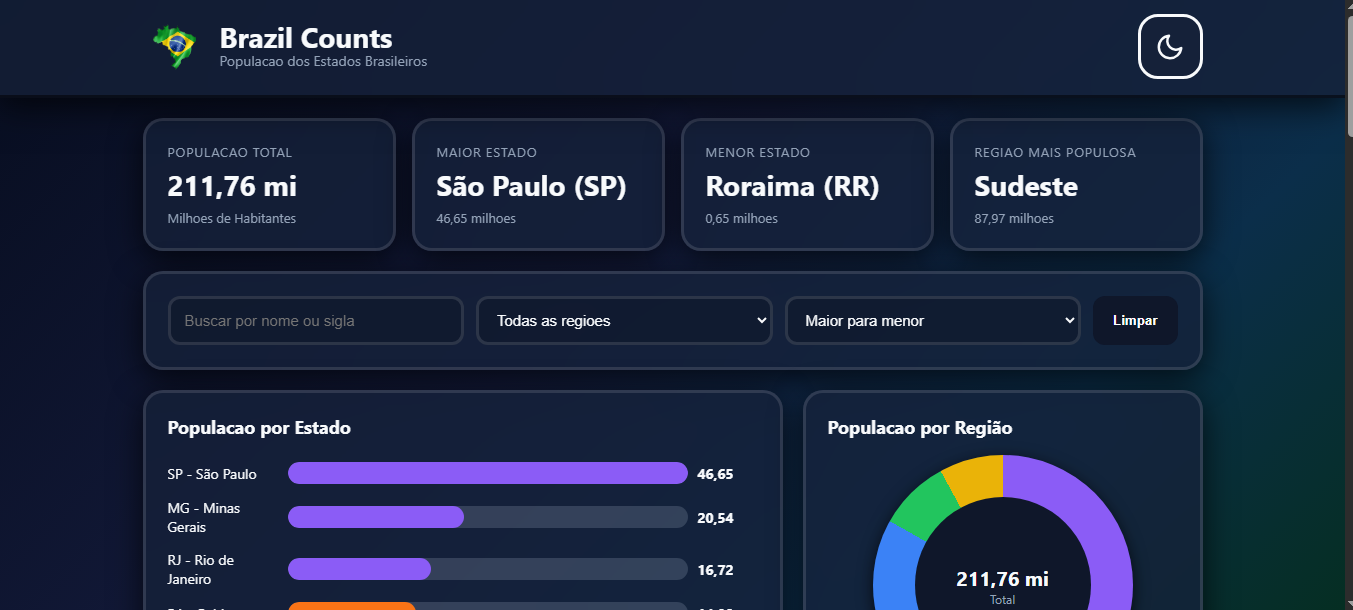 Brazil Counts
Populacao dos Estados Brasileiros
POPULACAO TOTAL
211,76 mi
Milhoes de Habitantes
MAIOR ESTADO
São Paulo (SP)
46,65 milhoes
MENOR ESTADO
Roraima (RR)
0,65 milhoes
REGIAO MAIS POPULOSA
Sudeste
87,97 milhoes
Buscar por nome ou sigla
Todas as regioes
Maior para menor
Limpar
Populacao por Estado
SP - São Paulo
46,65
MG - Minas
Gerais
20,54
RJ - Rio de
Janeiro
16,72
Populacao por Região
211,76 mi
Total